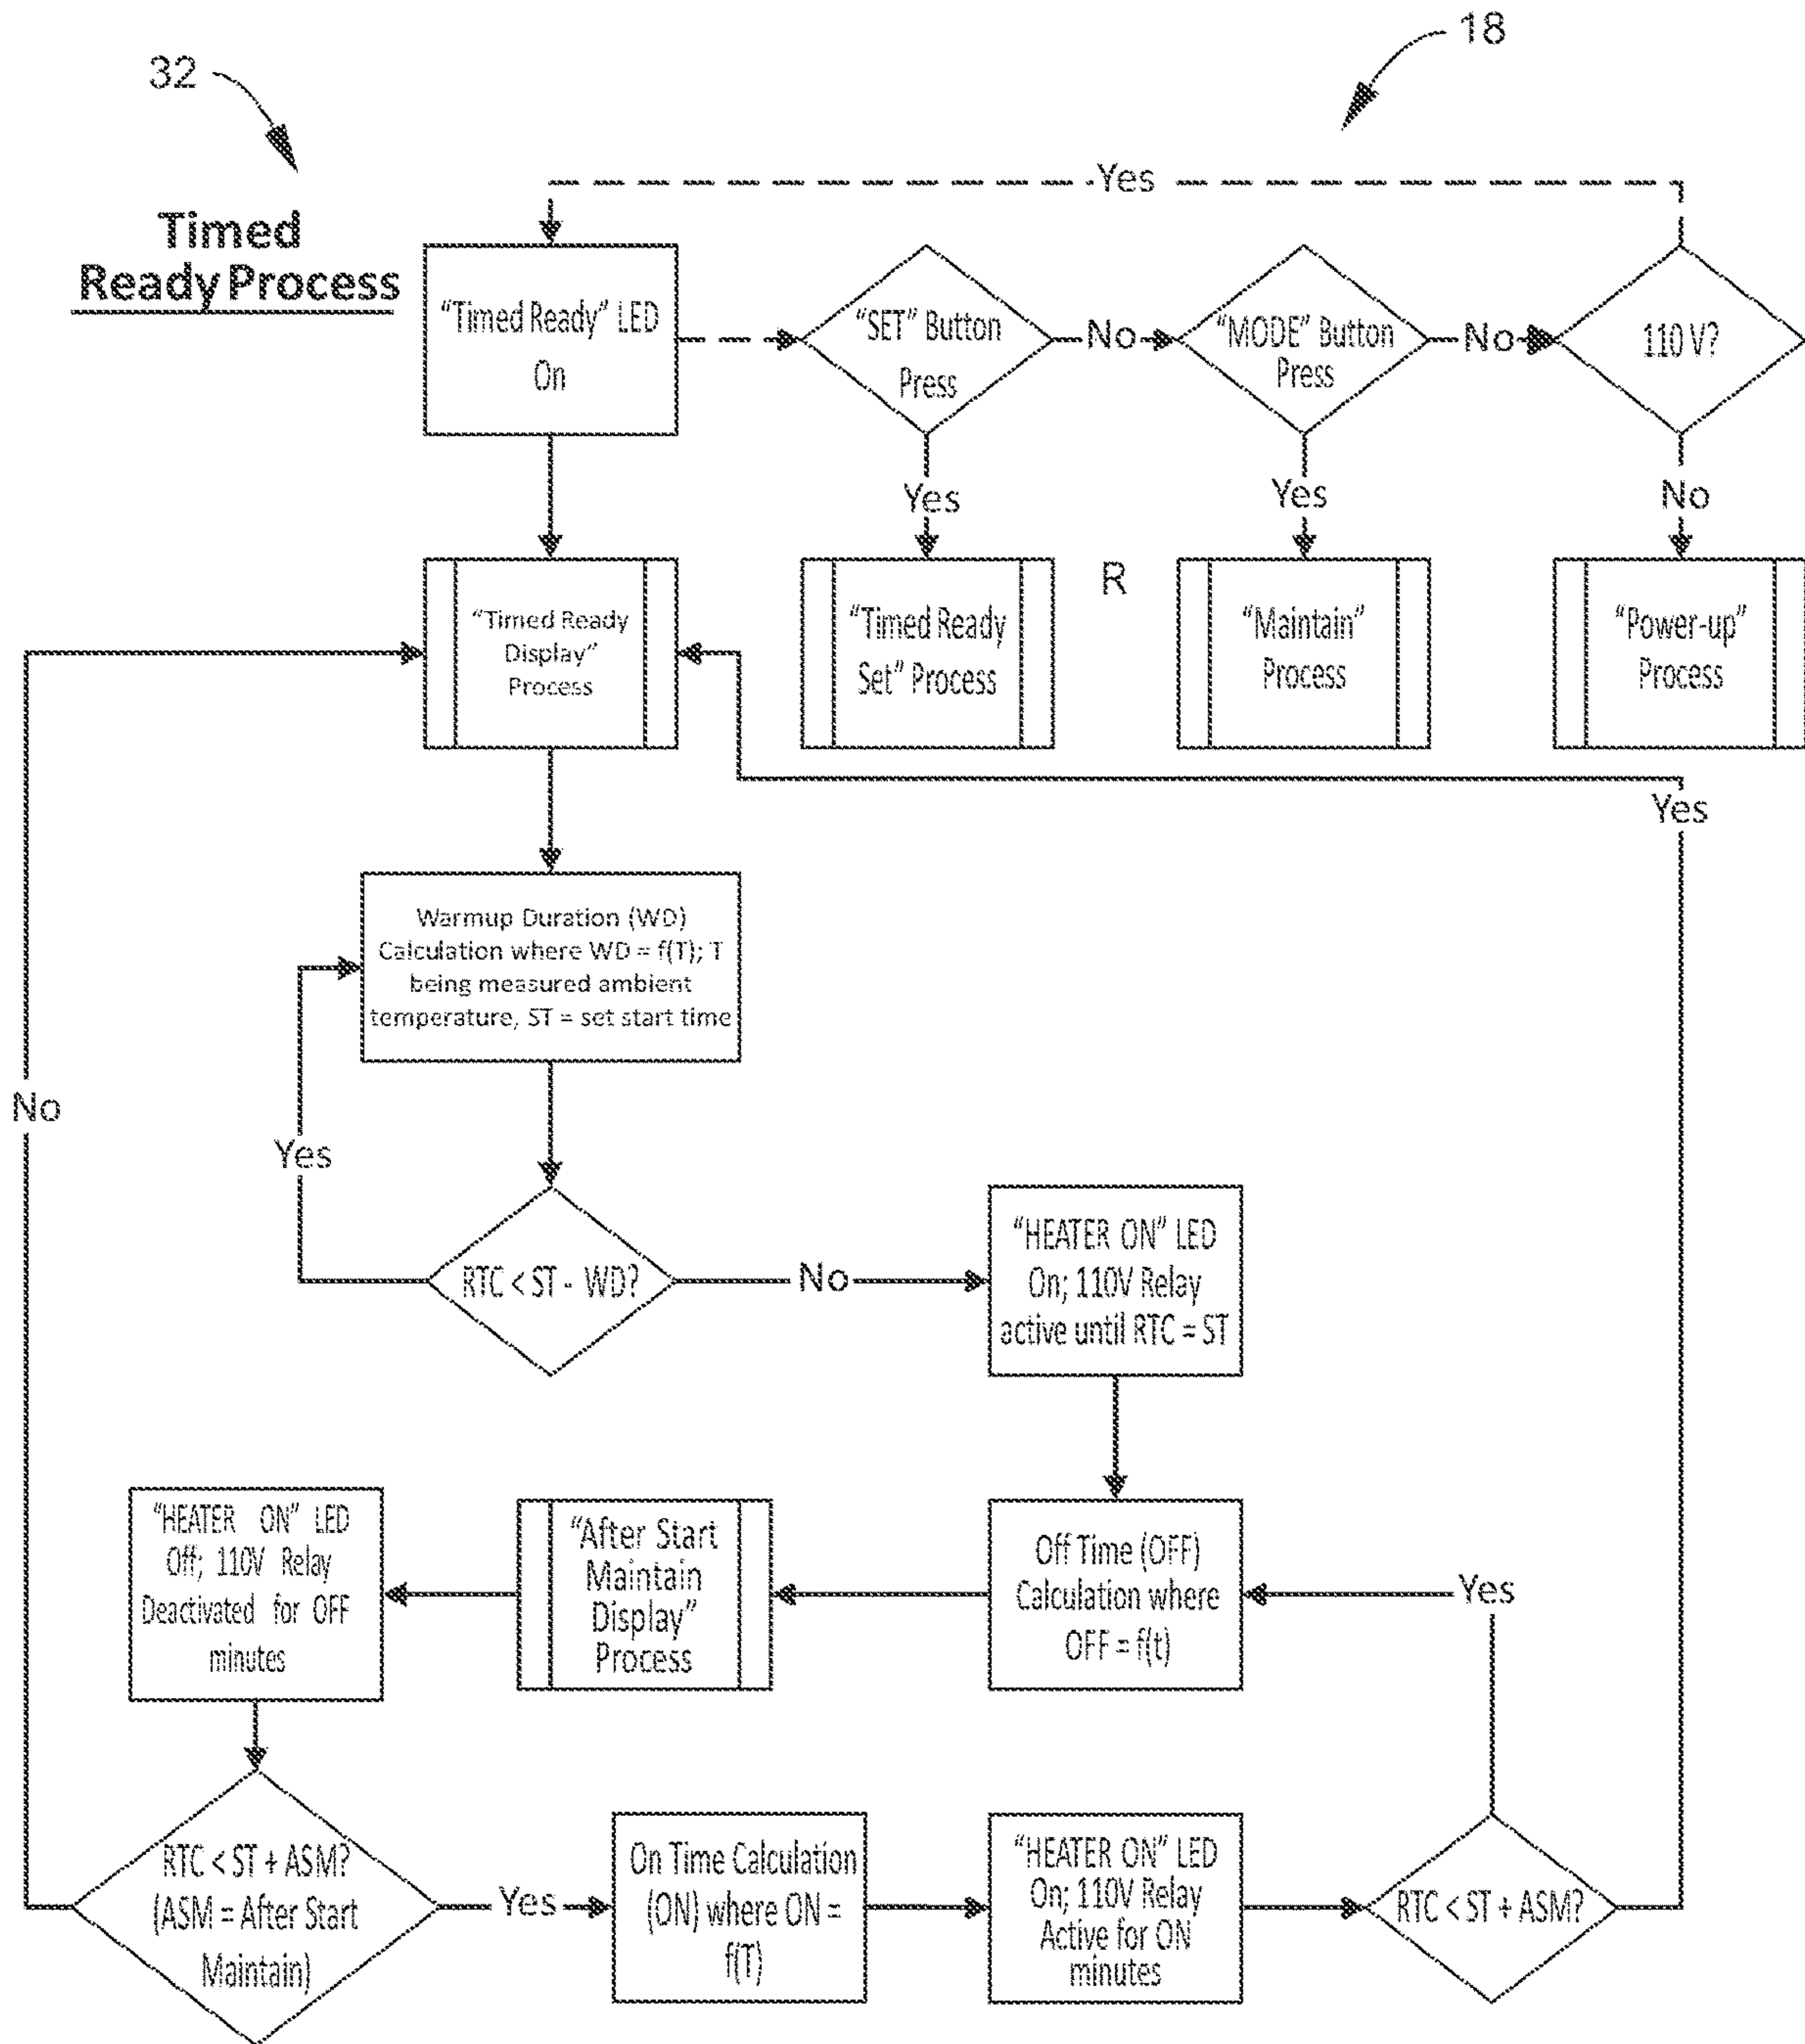 32
18
Yes
Timed
Ready Process
"Timed Ready" LED
On
"SET" Button
Press
No
"MODE" Button
Press
No
110 V?
Yes
Yes
No
"Timed Ready
Display"
Process
"Timed Ready
Set" Process
R
"Maintain"
Process
"Power-up"
Process
Yes
Warmup Duration (WD)
Calculation where WD = f(T); T
being measured ambient
temperature, ST = set start time
No
Yes
RTC < ST - WD?
No
"HEATER ON" LED
On; 110V Relay
active until RTC = ST
"HEATER ON" LED
Off; 110V Relay
Deactivated for OFF
minutes
"After Start
Maintain
Display"
Process
Off Time (OFF)
Calculation where
OFF = f(t)
Yes
RTC < ST + ASM?
(ASM = After Start
Maintain)
Yes
On Time Calculation
(ON) where ON =
f(T)
"HEATER ON" LED
On; 110V Relay
Active for ON
minutes
RTC < ST + ASM?